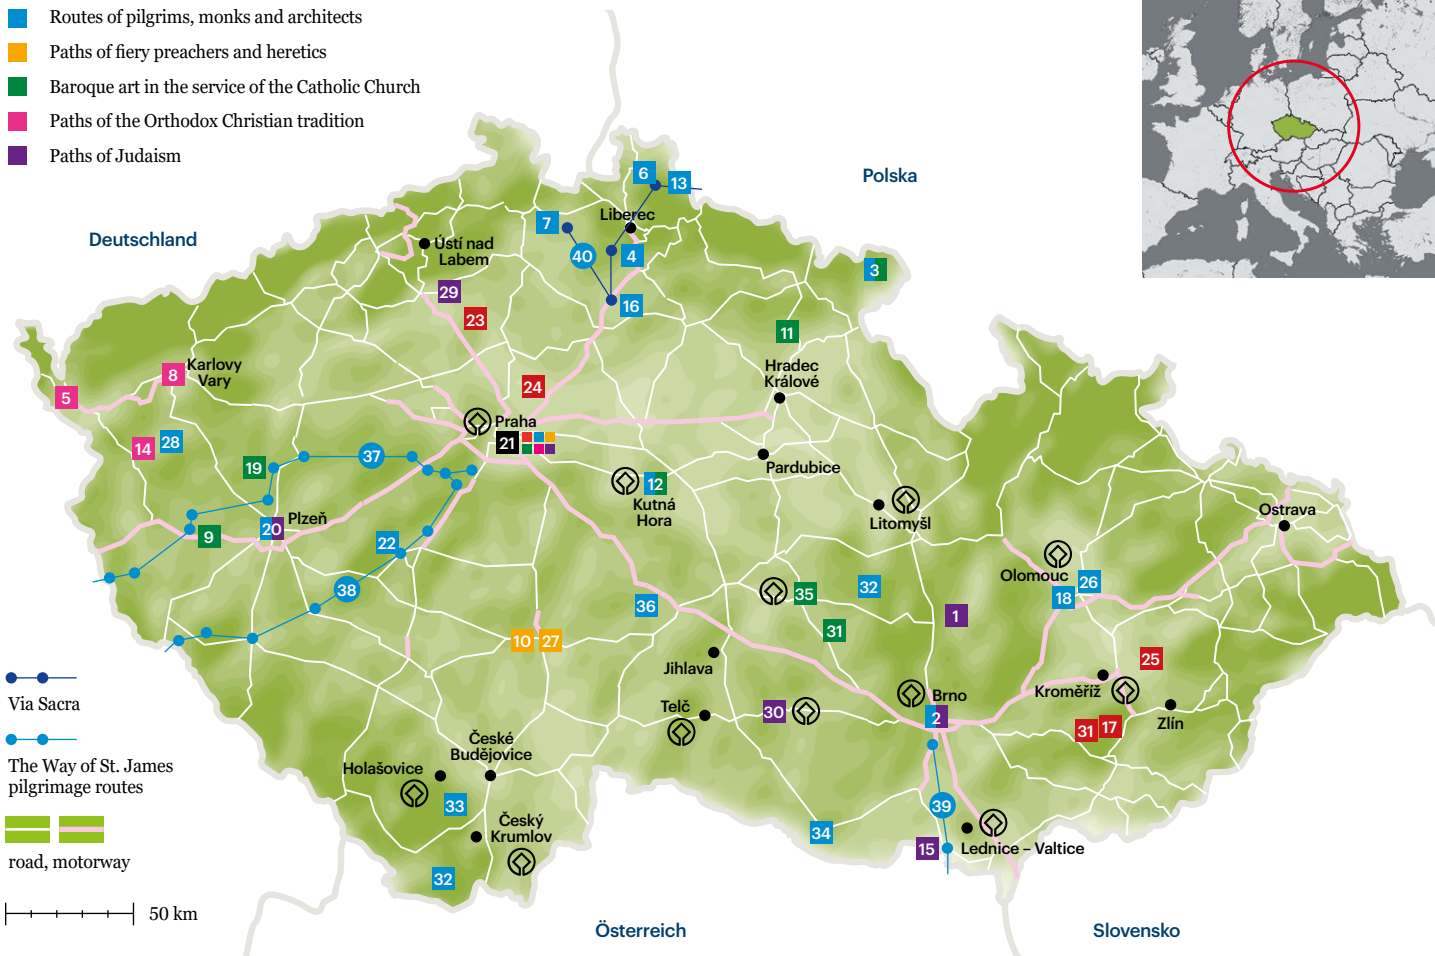 Routes of pilgrims, monks and architects
Paths of fiery preachers and heretics
Baroque art in the service of the Catholic Church
Paths of the Orthodox Christian tradition
Paths of Judaism
Polska
Deutschland
6
13
7
Liberec
Ústí nad
Labem
40
4
3
29
16
23
11
Karlovy
Vary
8
5
Hradec
Králové
24
Praha
21
14
28
37
19
Pardubice
12
Kutná
Hora
Litomyšl
Ostrava
Plzeň
20
9
22
Olomouc
26
18
38
35
32
36
1
31
10
27
25
Jihlava
Kroměříž
Brno
2
Telč
30
31
17
Zlín
Via Sacra
České
Budějovice
Holašovice
The Way of St. James
pilgrimage routes
33
39
Český
Krumlov
34
15
Lednice – Valtice
road, motorway
32
50 km
Österreich
Slovensko